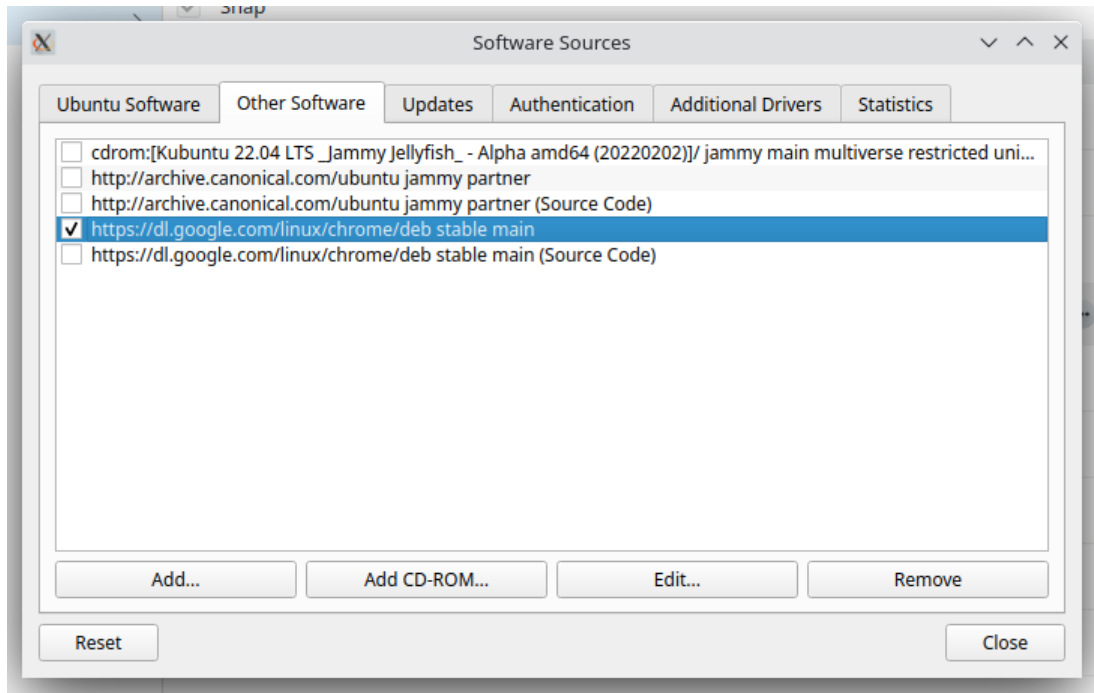 Snap
Software Sources
Ubuntu Software Other Software Updates Authentication Additional Drivers Statistics
cdrom:[Kubuntu 22.04 LTS _Jammy Jellyfish_ - Alpha amd64 (20220202)]/ jammy main multiverse restricted uni...
http://archive.canonical.com/ubuntu jammy partner
http://archive.canonical.com/ubuntu jammy partner (Source Code)
https://dl.google.com/linux/chrome/deb stable main
https://dl.google.com/linux/chrome/deb stable main (Source Code)
Add... Add CD-ROM... Edit... Remove
Reset Close